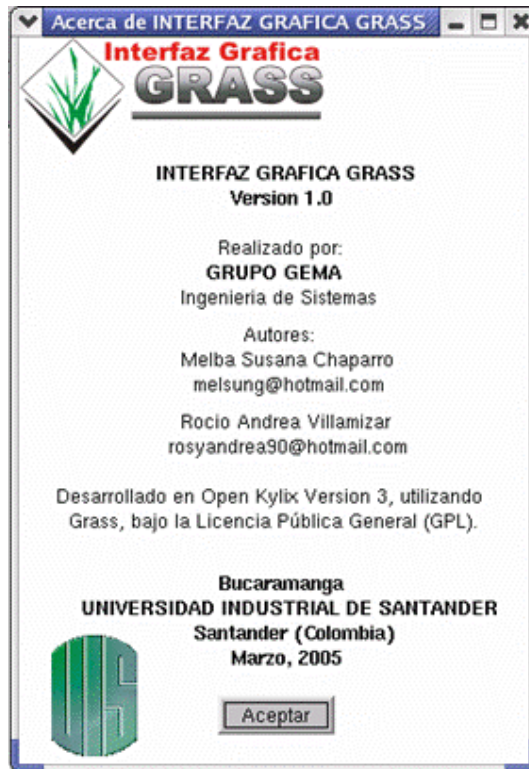 Acerca de INTERFAZ GRAFICA GRASS
Interfaz Grafica
GRASS
INTERFAZ GRAFICA GRASS
Version 1.0
Realizado por:
GRUPO GEMA
Ingenieria de Sistemas
Autores:
Melba Susana Chaparro
melsung@hotmail.com
Rocio Andrea Villamizar
rosyandrea90@hotmail.com
Desarrollado en Open Kylix Version 3, utilizando
Grass, bajo la Licencia Pública General (GPL).
Bucaramanga
UNIVERSIDAD INDUSTRIAL DE SANTANDER
Santander (Colombia)
Marzo, 2005
UIS
Aceptar